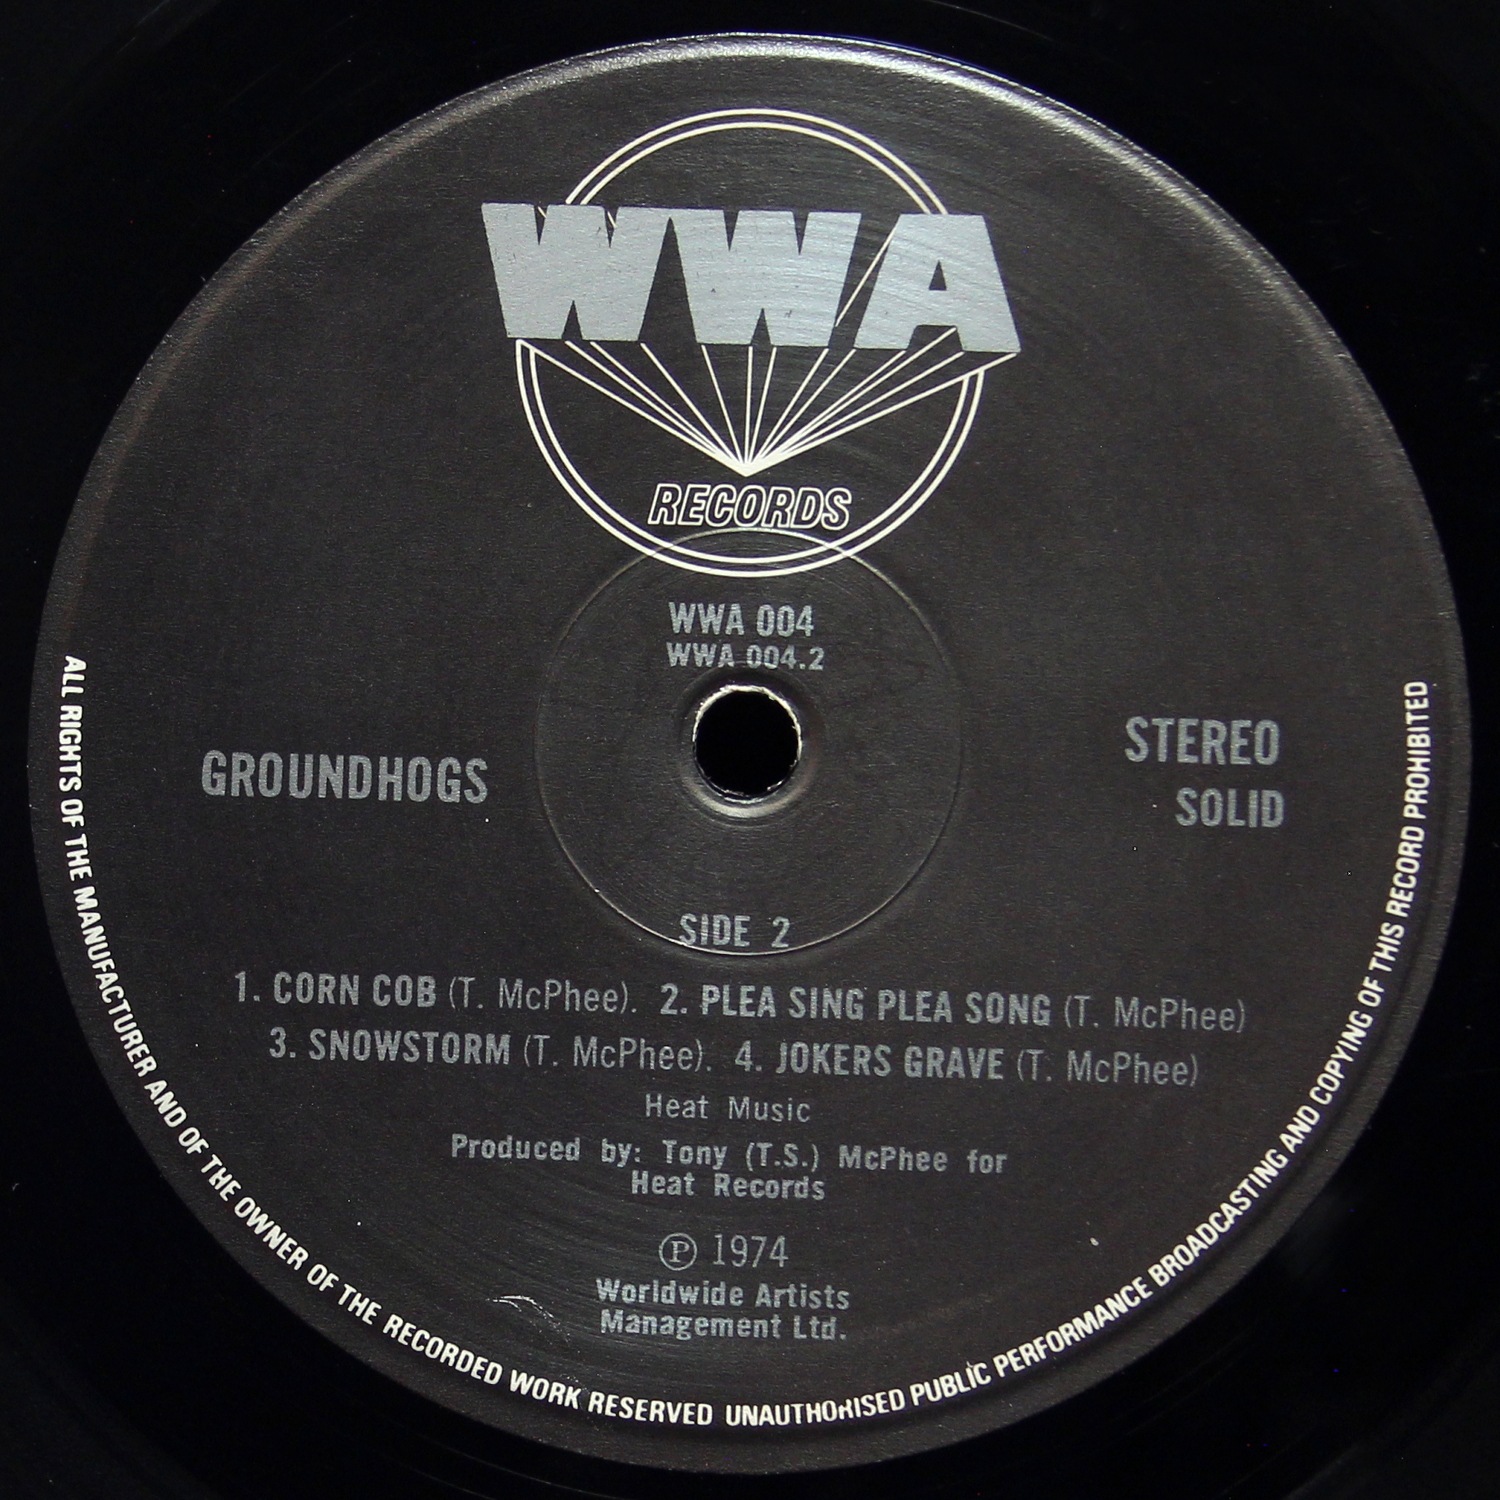 WWA
RECORDS
WWA 004
WWA 004.2
GROUNDHOGS
STEREO
SOLID
SIDE 2
1. CORN COB (T. McPhee). 2. PLEA SING PLEA SONG (T. McPhee)
3. SNOWSTORM (T. McPhee). 4. JOKERS GRAVE (T. McPhee)
Heat Music
Produced by: Tony (T.S.) McPhee for
Heat Records
Ⓟ 1974
Worldwide Artists
Management Ltd.
ALL RIGHTS OF THE MANUFACTURER AND OF THE OWNER OF THE RECORDED WORK RESERVED UNAUTHORISED PUBLIC PERFORMANCE BROADCASTING AND COPYING OF THIS RECORD PROHIBITED